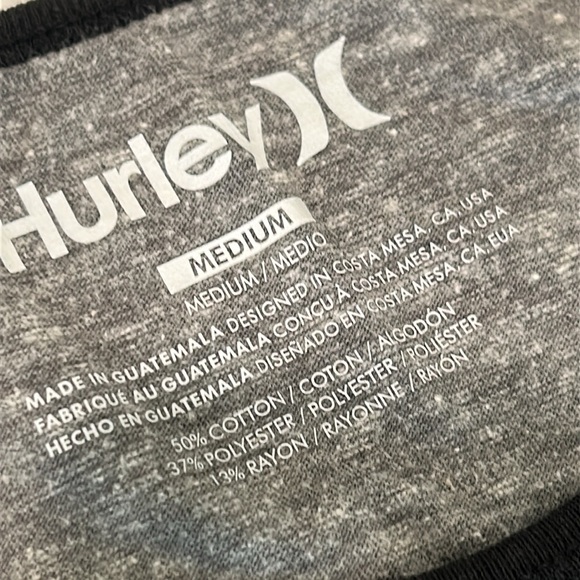 Hurley
MEDIUM
MEDIUM / MEDIO
MADE IN GUATEMALA DESIGNED IN COSTA MESA. CA. USA
FABRIQUÉ AU GUATEMALA CONÇU À COSTA MESA. CA. USA
HECHO EN GUATEMALA. DISEÑADO EN COSTA MESA. CA. EUA
50% COTTON / COTON / ALGODÓN
37% POLYESTER / POLYESTER / POLIÉSTER
13% RAYON / RAYONNE / RAYÓN